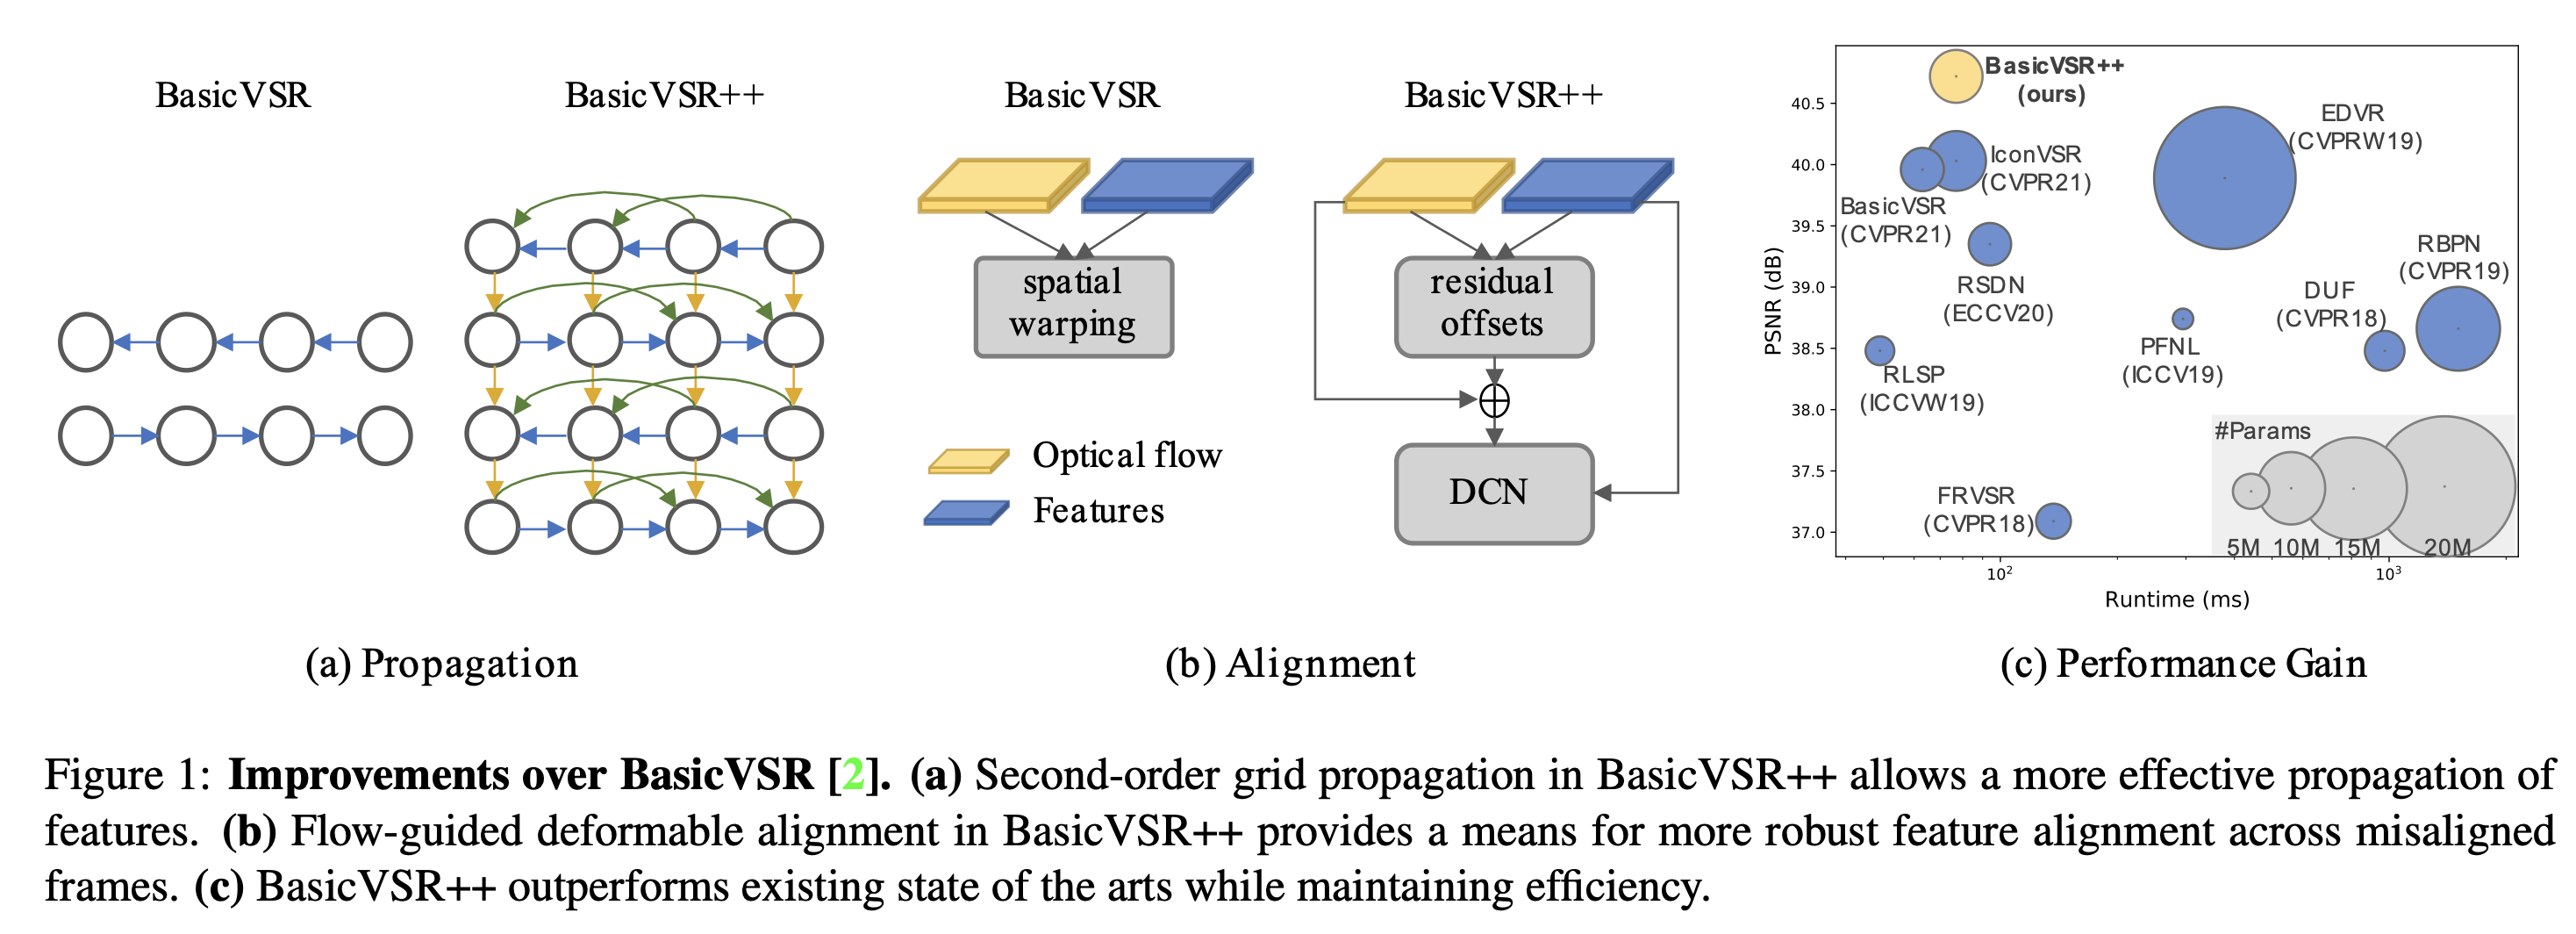 BasicVSR
BasicVSR++
(a) Propagation
BasicVSR
BasicVSR++
spatial
warping
residual
offsets
DCN
Optical flow
Features
(b) Alignment
PSNR (dB)
40.5
40.0
39.5
39.0
38.5
38.0
37.5
37.0
BasicVSR++
(ours)
EDVR
(CVPRW19)
IconVSR
(CVPR21)
BasicVSR
(CVPR21)
RBPN
(CVPR19)
RSDN
(ECCV20)
DUF
(CVPR18)
PFNL
(ICCV19)
RLSP
(ICCVW19)
FRVSR
(CVPR18)
#Params
5M 10M 15M 20M
10² 10³
Runtime (ms)
(c) Performance Gain
Figure 1: Improvements over BasicVSR [2]. (a) Second-order grid propagation in BasicVSR++ allows a more effective propagation of
features. (b) Flow-guided deformable alignment in BasicVSR++ provides a means for more robust feature alignment across misaligned
frames. (c) BasicVSR++ outperforms existing state of the arts while maintaining efficiency.